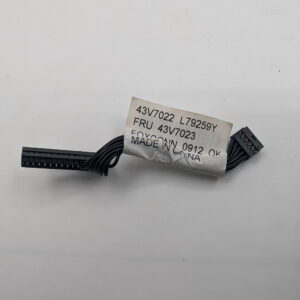 43V7022 L79259Y
FRU 43V7023
FOXCONN 0912 OK
MADE IN CHINA